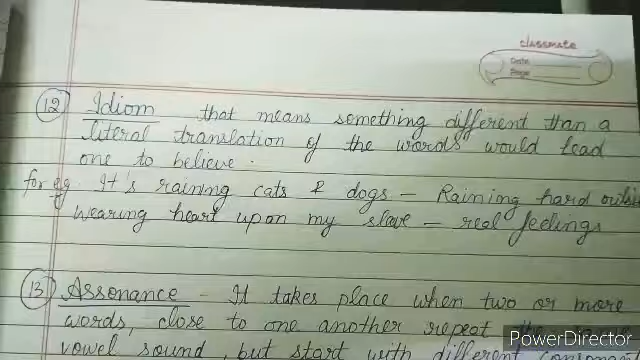 classmate
Date
Page
(12) Idiom that means something different than a
literal translation of the words would lead
one to believe.
for eg. It's raining cats & dogs - Raining hard
wearing heart upon my slave - real feelings
(13) Assonance - It takes place when two or more
words, close to one another repeat the
vowel sound, but start with different
PowerDirector